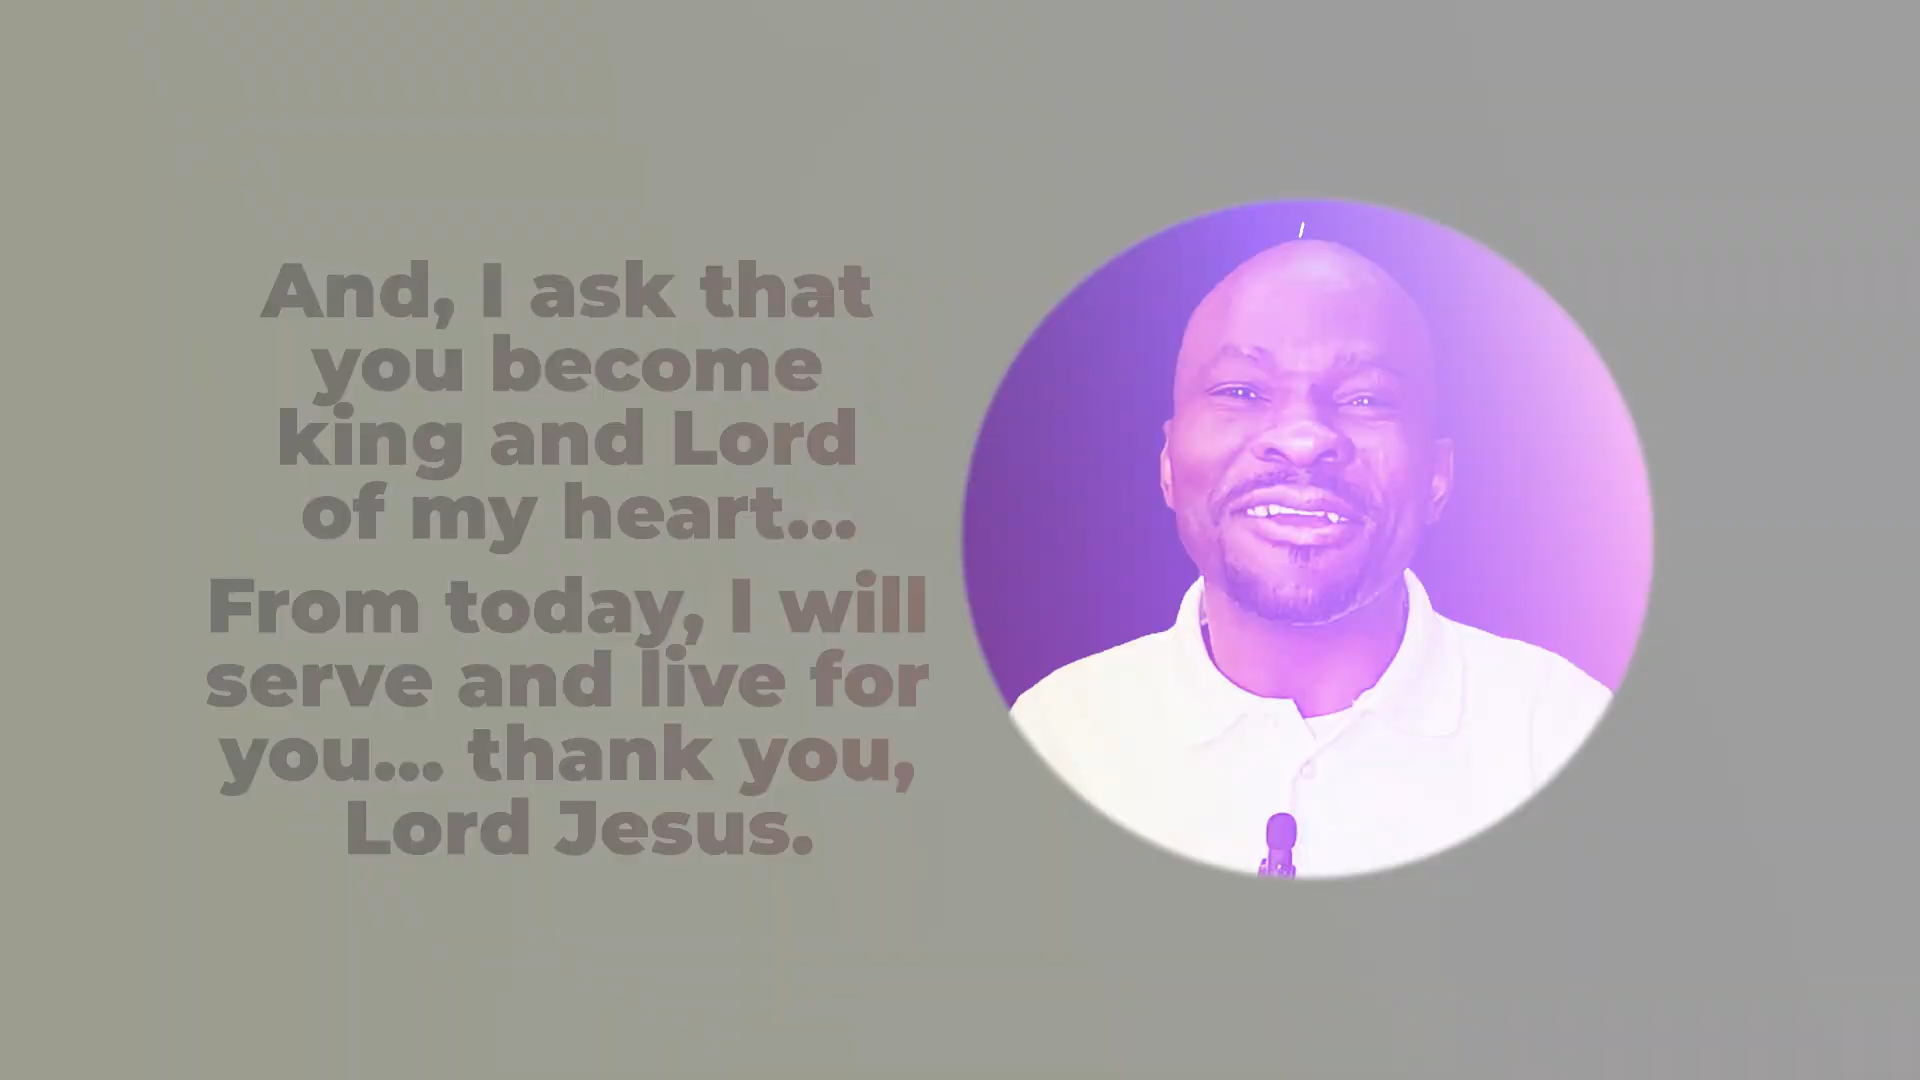 And, I ask that
you become
king and Lord
of my heart...
From today, I will
serve and live for
you... thank you,
Lord Jesus.